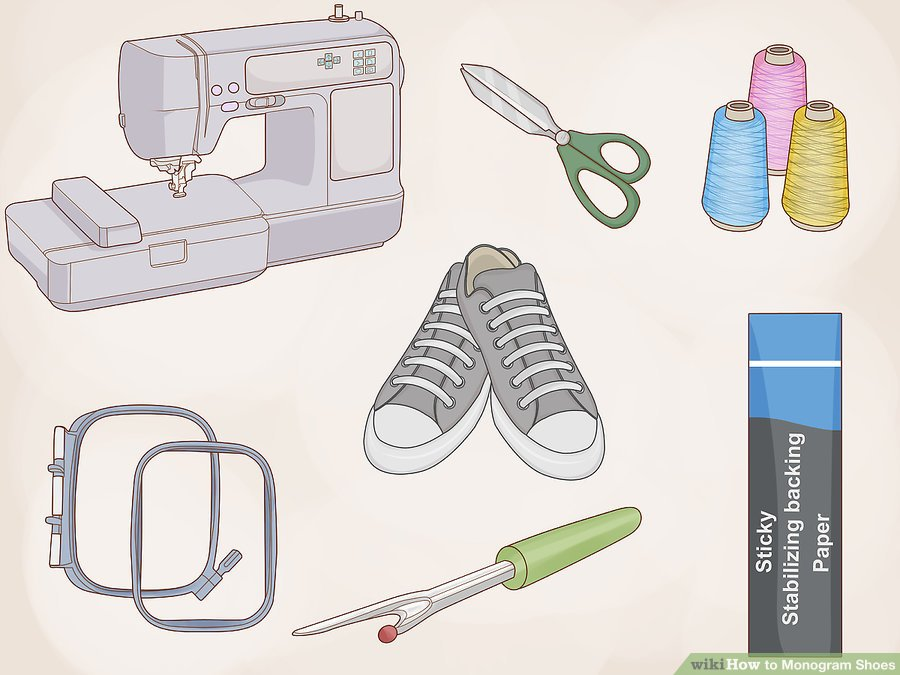 Sticky
Stabilizing backing
Paper
wikiHow to Monogram Shoes